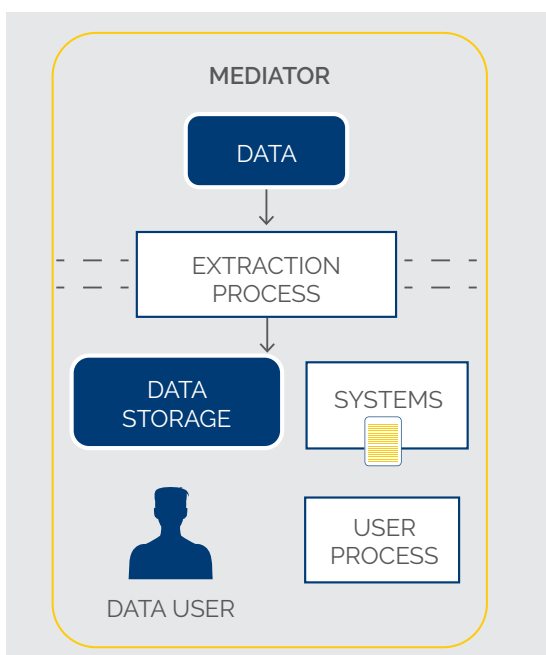 MEDIATOR
DATA
EXTRACTION
PROCESS
DATA
STORAGE
SYSTEMS
USER
PROCESS
DATA USER